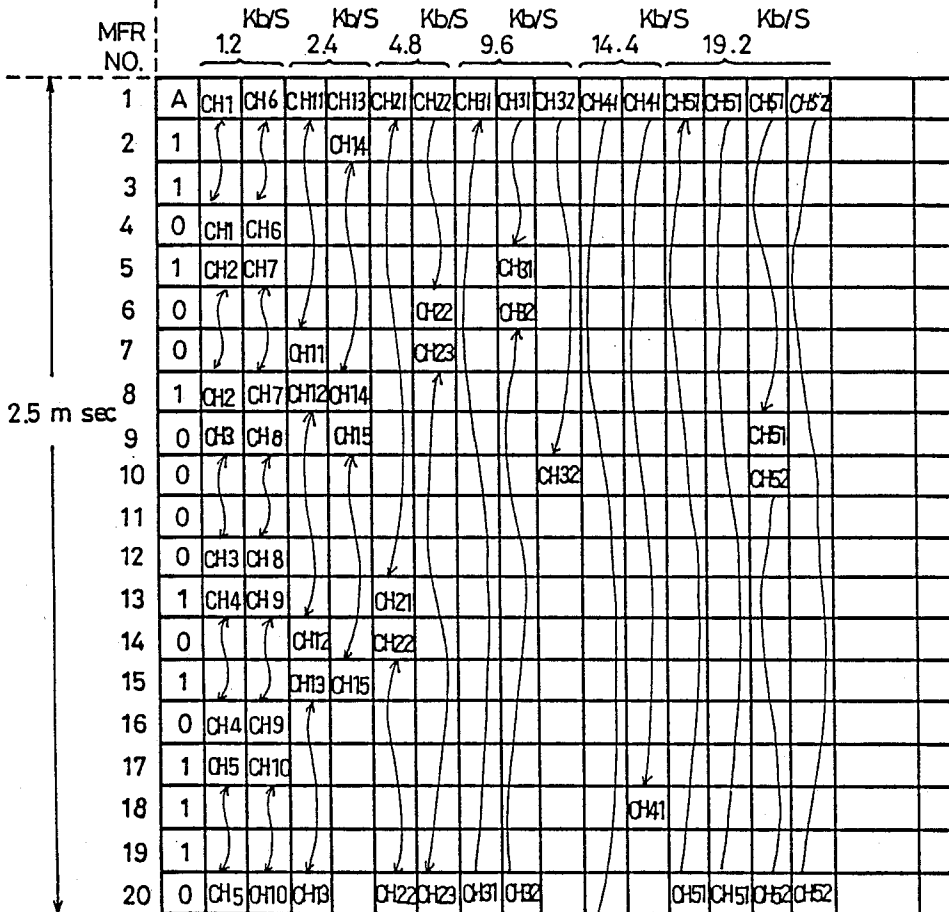 Kb/S Kb/S Kb/S Kb/S Kb/S Kb/S
MFR
NO.
1.2 2.4 4.8 9.6 14.4 19.2
1 A CH1 CH6 CH11 CH13 CH21 CH22 CH31 CH31 CH32 CH41 CH41 CH51 CH51 CH51 CH52
2 1 CH14
3 1
4 0 CH1 CH6
5 1 CH2 CH7 CH31
6 0 CH22 CH32
7 0 CH11 CH23
8 1 CH2 CH7 CH12 CH14
2.5 m sec
9 0 CH3 CH8 CH15 CH51
10 0 CH32 CH52
11 0
12 0 CH3 CH8
13 1 CH4 CH9 CH21
14 0 CH12 CH22
15 1 CH13 CH15
16 0 CH4 CH9
17 1 CH5 CH10
18 1 CH41
19 1
20 0 CH5 CH10 CH13 CH22 CH23 CH31 CH32 CH51 CH51 CH52 CH52